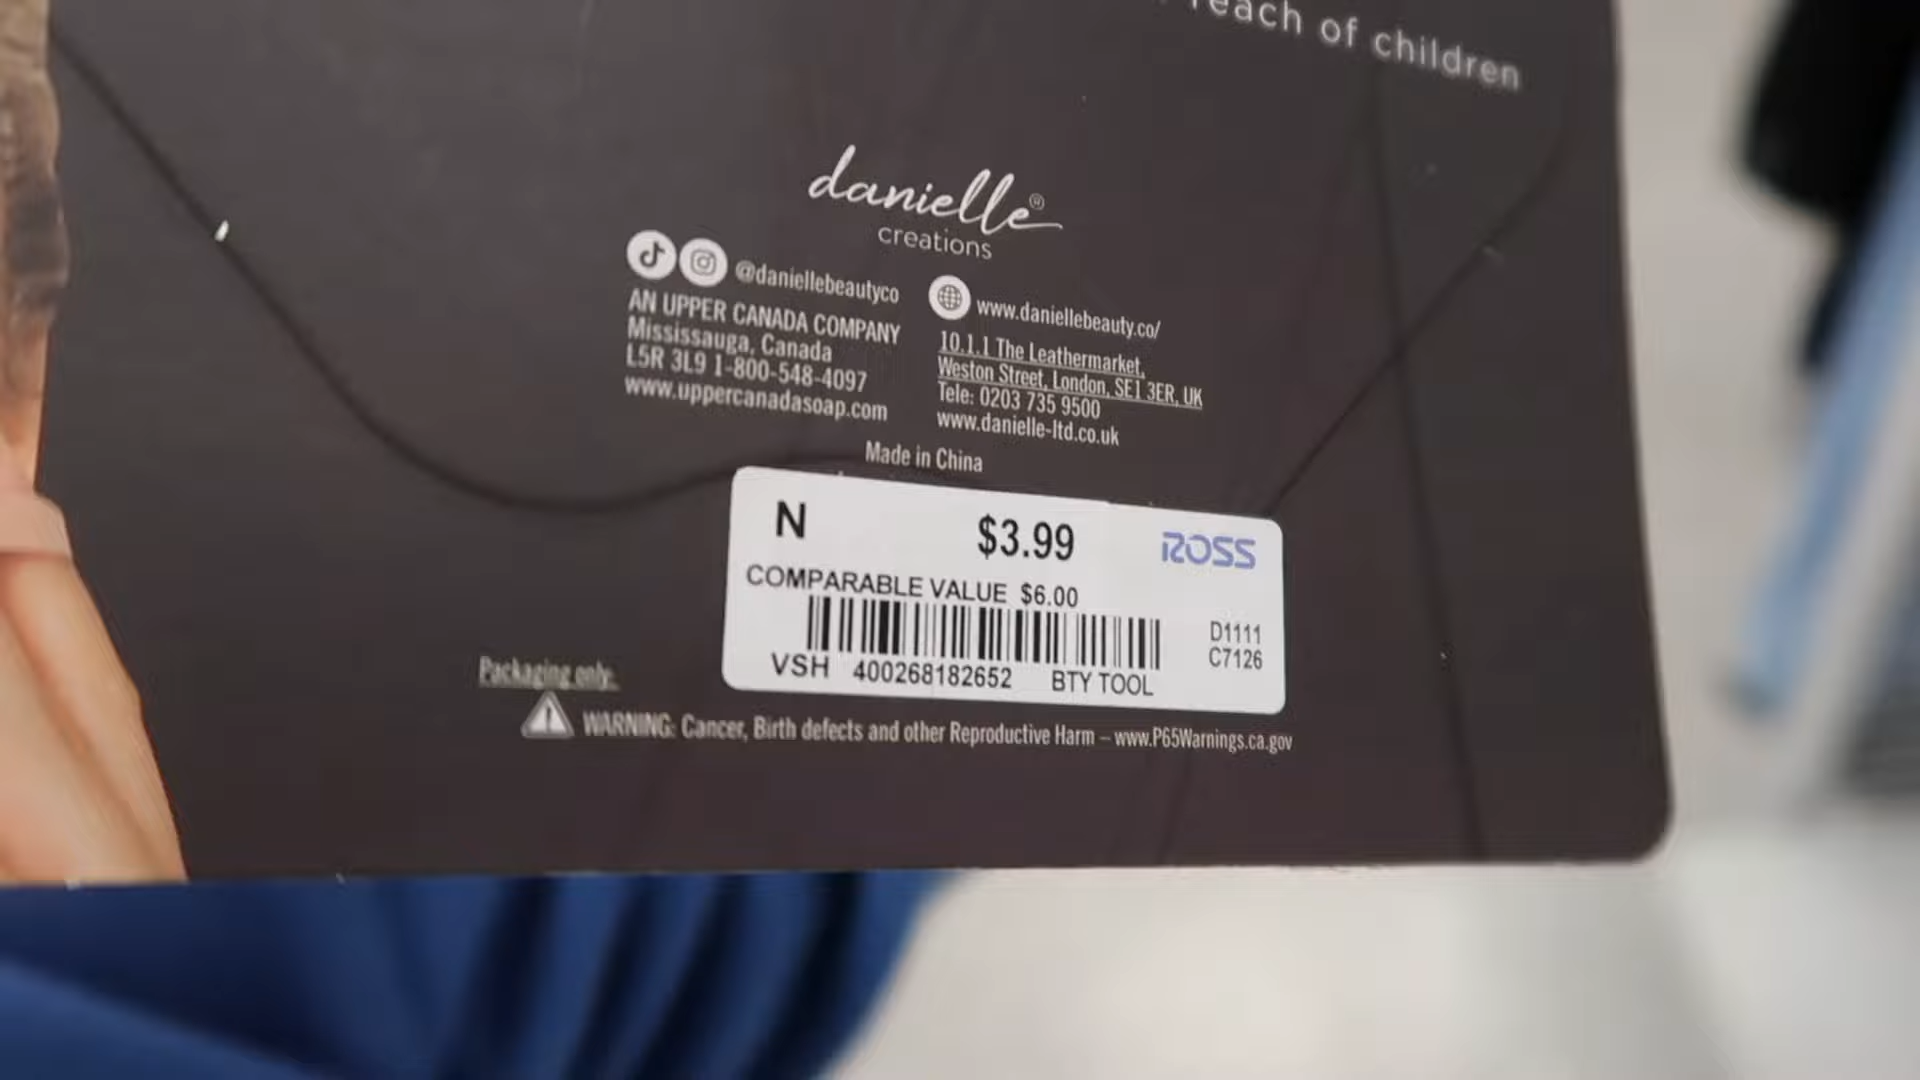 reach of children
danielle®
creations
@daniellebeautyco
AN UPPER CANADA COMPANY
Mississauga, Canada
L5R 3L9 1-800-548-4097
www.uppercanadasoap.com
www.daniellebeauty.co/
10.1.1 The Leathermarket,
Weston Street, London, SE1 3ER, UK
Tele: 0203 735 9500
www.danielle-ltd.co.uk
Made in China
N $3.99 ROSS
COMPARABLE VALUE $6.00
D1111
C7126
VSH 400268182652 BTY TOOL
Packaging only:
WARNING: Cancer, Birth defects and other Reproductive Harm – www.P65Warnings.ca.gov